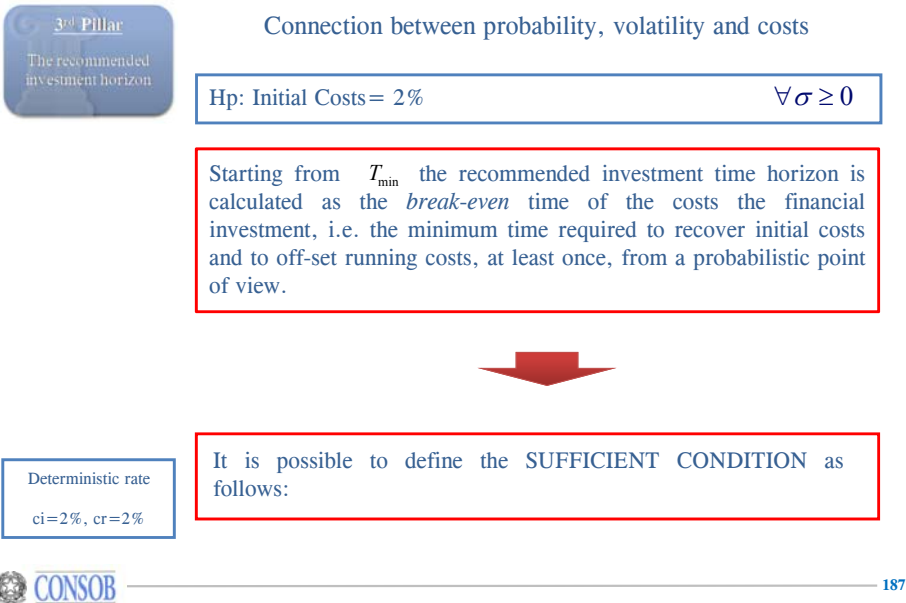 3rd Pillar
The recommended
investment horizon
Connection between probability, volatility and costs
Hp: Initial Costs= 2% ∀σ ≥ 0
Starting from T_min the recommended investment time horizon is
calculated as the break-even time of the costs the financial
investment, i.e. the minimum time required to recover initial costs
and to off-set running costs, at least once, from a probabilistic point
of view.
It is possible to define the SUFFICIENT CONDITION as
follows:
Deterministic rate
ci=2%, cr=2%
CONSOB
187